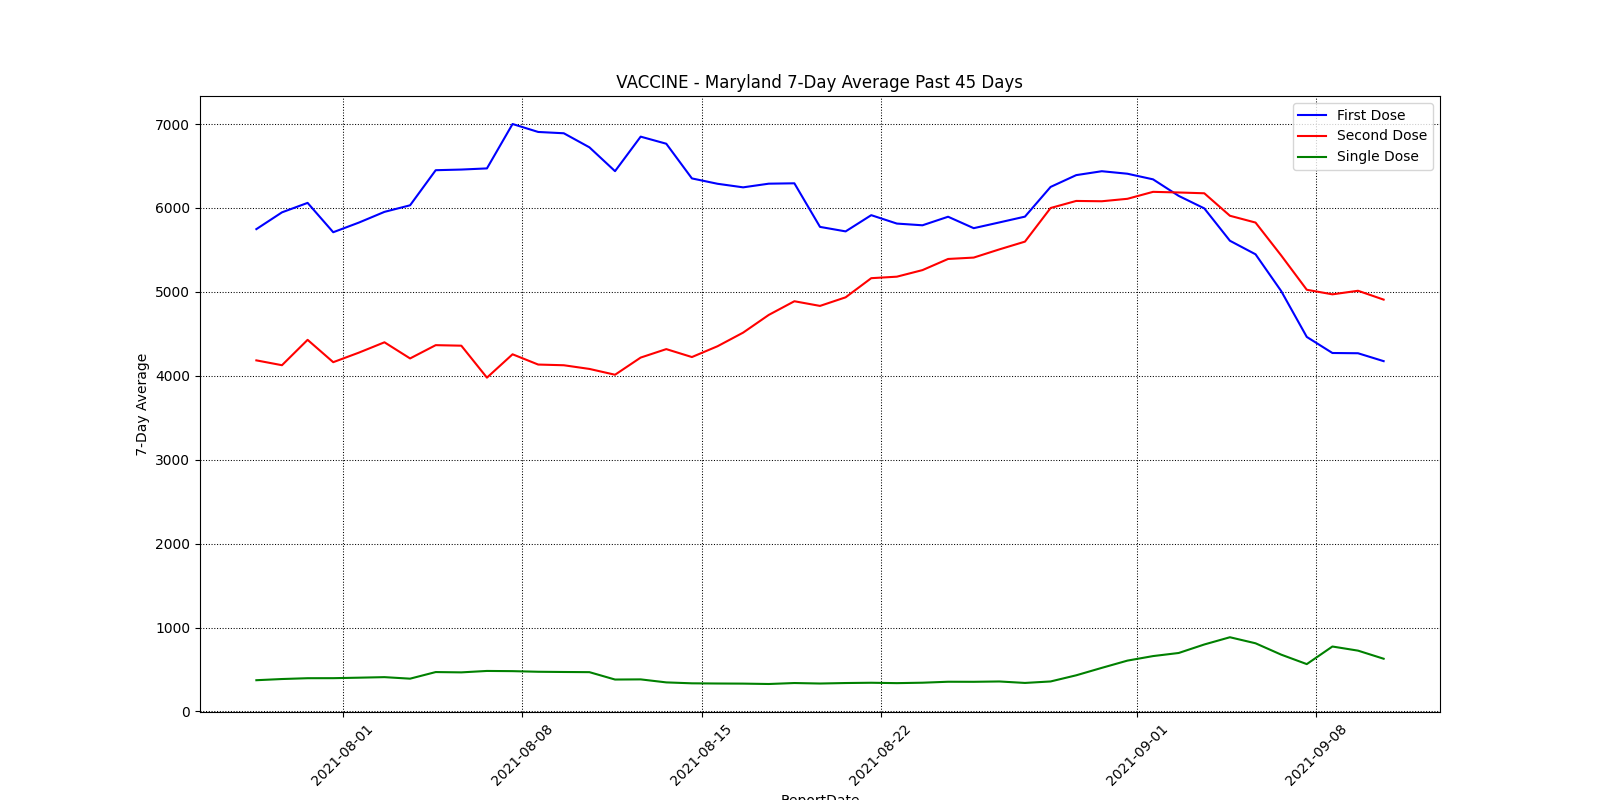 VACCINE - Maryland 7-Day Average Past 45 Days
First Dose
Second Dose
Single Dose
7-Day Average
7000
6000
5000
4000
3000
2000
1000
0
2021-08-01
2021-08-08
2021-08-15
2021-08-22
2021-09-01
2021-09-08
ReportDate